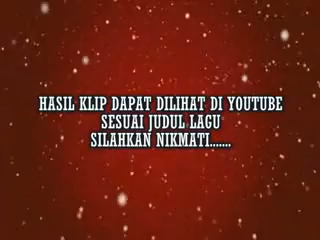 HASIL KLIP DAPAT DILIHAT DI YOUTUBE
SESUAI JUDUL LAGU
SILAHKAN NIKMATI.......